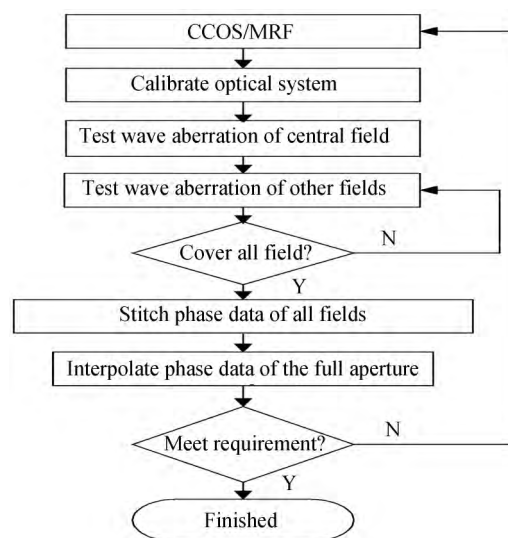 CCOS/MRF
Calibrate optical system
Test wave aberration of central field
Test wave aberration of other fields
Cover all field?
N
Y
Stitch phase data of all fields
Interpolate phase data of the full aperture
Meet requirement?
N
Y
Finished